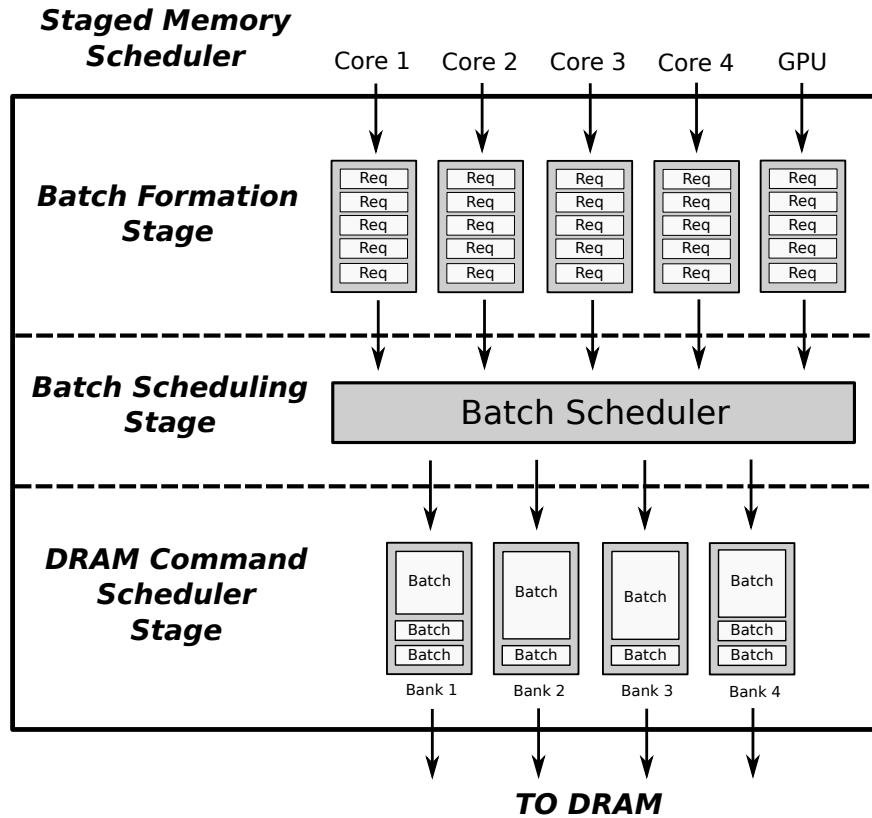 Staged Memory
Scheduler
Core 1 Core 2 Core 3 Core 4 GPU
Batch Formation
Stage
Req Req Req Req Req
Req Req Req Req Req
Req Req Req Req Req
Req Req Req Req Req
Req Req Req Req Req
Batch Scheduling
Stage
Batch Scheduler
DRAM Command
Scheduler
Stage
Batch Batch Batch Batch
Batch Batch
Batch Batch Batch Batch
Bank 1 Bank 2 Bank 3 Bank 4
TO DRAM